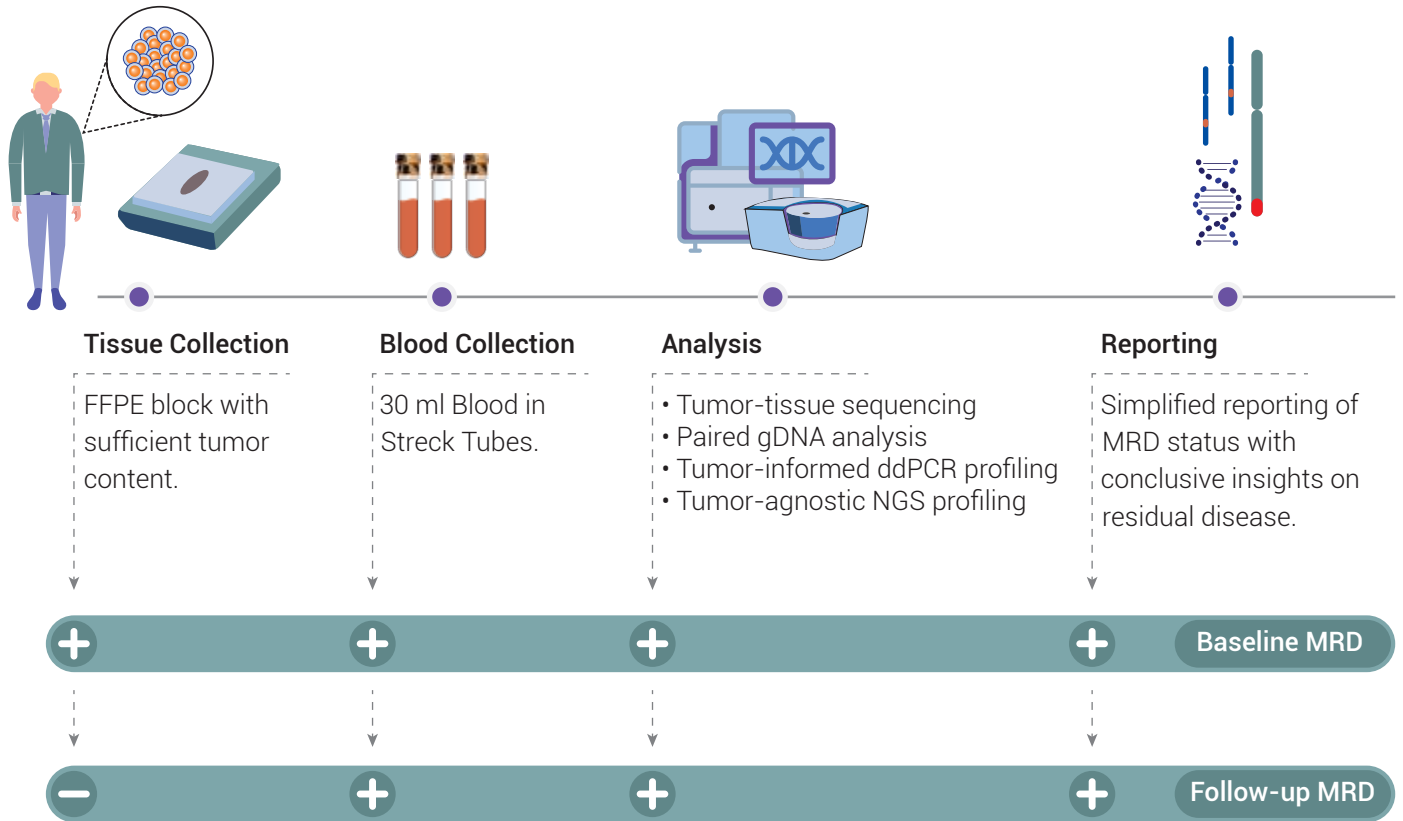 Tissue Collection
FFPE block with
sufficient tumor
content.
Blood Collection
30 ml Blood in
Streck Tubes.
Analysis
• Tumor-tissue sequencing
• Paired gDNA analysis
• Tumor-informed ddPCR profiling
• Tumor-agnostic NGS profiling
Reporting
Simplified reporting of
MRD status with
conclusive insights on
residual disease.
Baseline MRD
Follow-up MRD